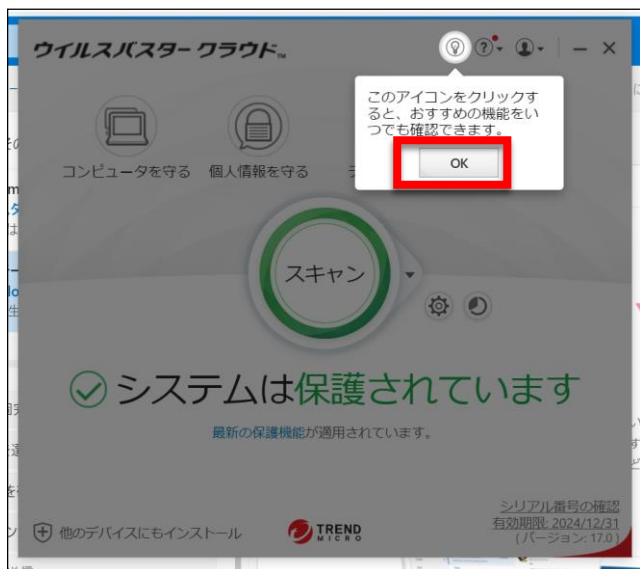 ウイルスバスター クラウド™
このアイコンをクリックす
ると、おすすめの機能をい
つでも確認できます。
OK
コンピュータを守る 個人情報を守る
スキャン
システムは保護されています
最新の保護機能が適用されています。
他のデバイスにもインストール
TREND
MICRO
シリアル番号の確認
有効期限: 2024/12/31
(バージョン: 17.0)